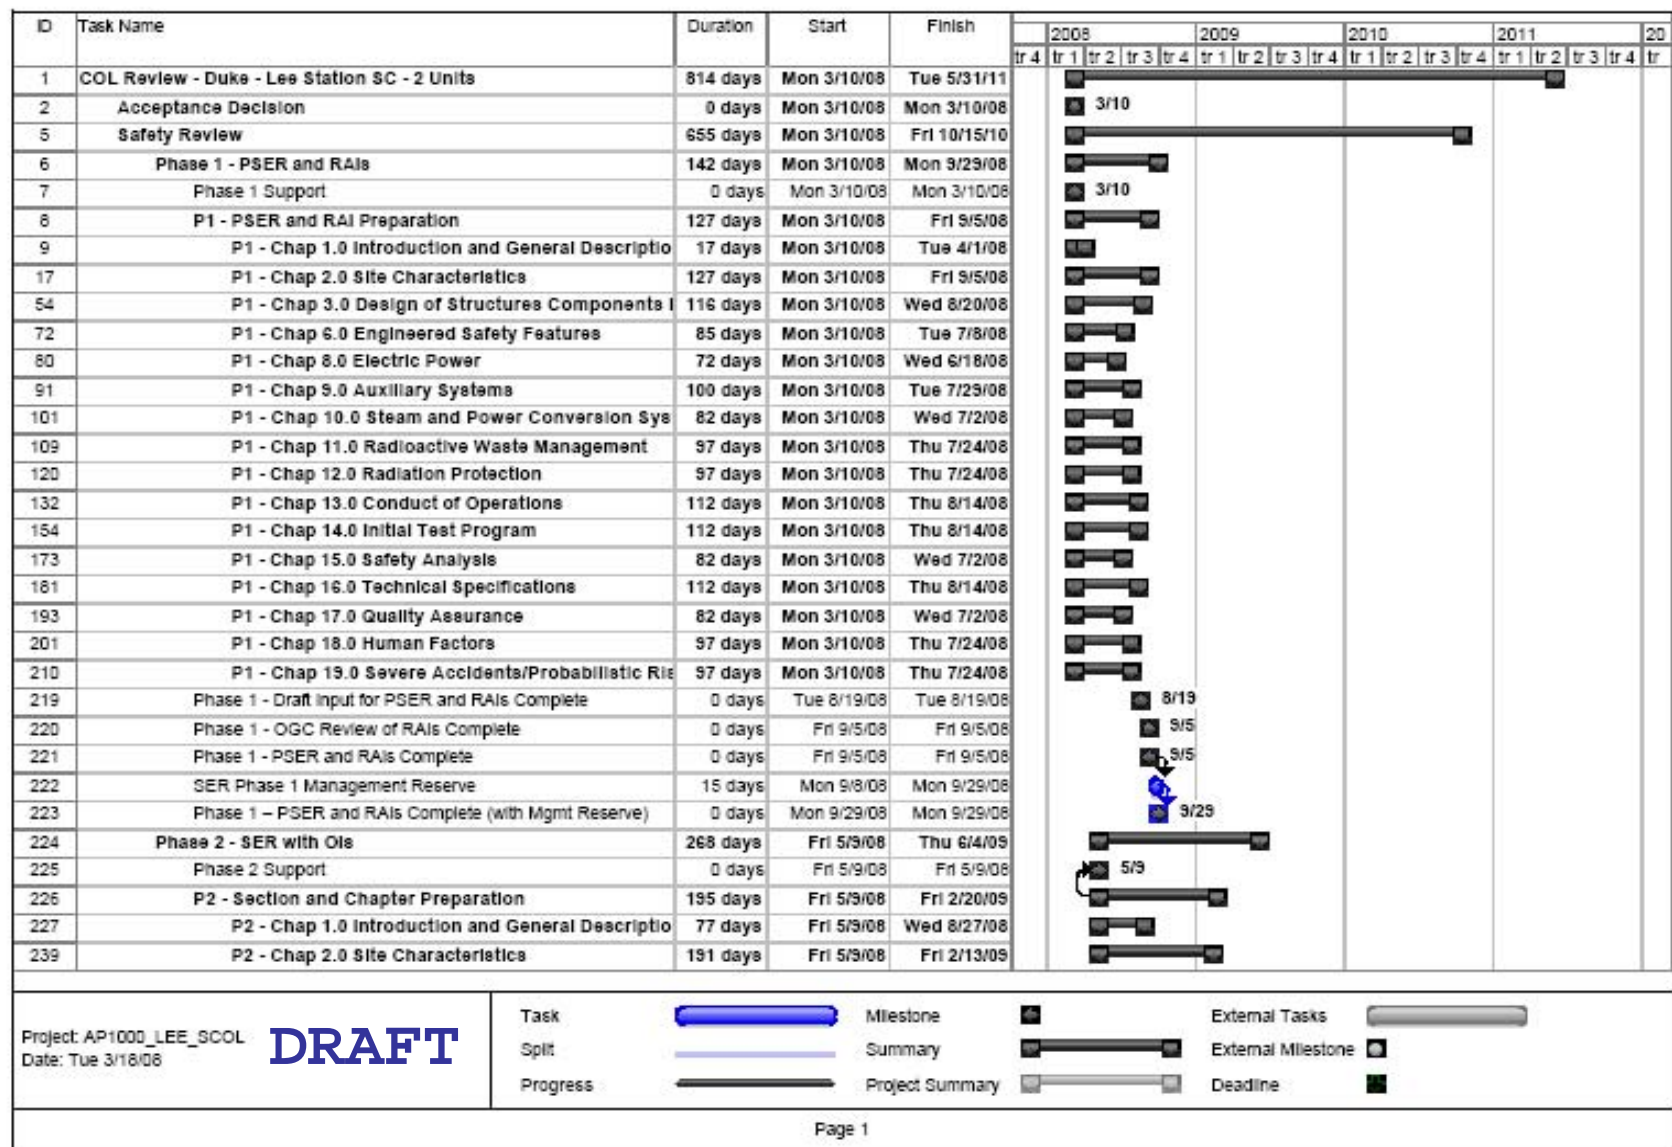 ID Task Name Duration Start Finish
2008 2009 2010 2011 20
tr 4 tr 1 tr 2 tr 3 tr 4 tr 1 tr 2 tr 3 tr 4 tr 1 tr 2 tr 3 tr 4 tr 1 tr 2 tr 3 tr 4 tr
1 COL Review - Duke - Lee Station SC - 2 Units 814 days Mon 3/10/08 Tue 5/31/11
2 Acceptance Decision 0 days Mon 3/10/08 Mon 3/10/08 3/10
5 Safety Review 655 days Mon 3/10/08 Fri 10/15/10
6 Phase 1 - PSER and RAIs 142 days Mon 3/10/08 Mon 9/29/08
7 Phase 1 Support 0 days Mon 3/10/08 Mon 3/10/08 3/10
8 P1 - PSER and RAI Preparation 127 days Mon 3/10/08 Fri 9/5/08
9 P1 - Chap 1.0 Introduction and General Descriptio 17 days Mon 3/10/08 Tue 4/1/08
17 P1 - Chap 2.0 Site Characteristics 127 days Mon 3/10/08 Fri 9/5/08
54 P1 - Chap 3.0 Design of Structures Components 116 days Mon 3/10/08 Wed 8/20/08
72 P1 - Chap 6.0 Engineered Safety Features 85 days Mon 3/10/08 Tue 7/8/08
80 P1 - Chap 8.0 Electric Power 72 days Mon 3/10/08 Wed 6/18/08
91 P1 - Chap 9.0 Auxiliary Systems 100 days Mon 3/10/08 Tue 7/29/08
101 P1 - Chap 10.0 Steam and Power Conversion Sys 82 days Mon 3/10/08 Wed 7/2/08
109 P1 - Chap 11.0 Radioactive Waste Management 97 days Mon 3/10/08 Thu 7/24/08
120 P1 - Chap 12.0 Radiation Protection 97 days Mon 3/10/08 Thu 7/24/08
132 P1 - Chap 13.0 Conduct of Operations 112 days Mon 3/10/08 Thu 8/14/08
154 P1 - Chap 14.0 Initial Test Program 112 days Mon 3/10/08 Thu 8/14/08
173 P1 - Chap 15.0 Safety Analysis 82 days Mon 3/10/08 Wed 7/2/08
181 P1 - Chap 16.0 Technical Specifications 112 days Mon 3/10/08 Thu 8/14/08
193 P1 - Chap 17.0 Quality Assurance 82 days Mon 3/10/08 Wed 7/2/08
201 P1 - Chap 18.0 Human Factors 97 days Mon 3/10/08 Thu 7/24/08
210 P1 - Chap 19.0 Severe Accidents/Probabilistic Ris 97 days Mon 3/10/08 Thu 7/24/08
219 Phase 1 - Draft Input for PSER and RAIs Complete 0 days Tue 8/19/08 Tue 8/19/08 8/19
220 Phase 1 - OGC Review of RAIs Complete 0 days Fri 9/5/08 Fri 9/5/08 9/5
221 Phase 1 - PSER and RAIs Complete 0 days Fri 9/5/08 Fri 9/5/08 9/5
222 SER Phase 1 Management Reserve 15 days Mon 9/8/08 Mon 9/29/08
223 Phase 1 – PSER and RAIs Complete (with Mgmt Reserve) 0 days Mon 9/29/08 Mon 9/29/08 9/29
224 Phase 2 - SER with OIs 268 days Fri 5/9/08 Thu 6/4/09
225 Phase 2 Support 0 days Fri 5/9/08 Fri 5/9/08 5/9
226 P2 - Section and Chapter Preparation 195 days Fri 5/9/08 Fri 2/20/09
227 P2 - Chap 1.0 Introduction and General Descriptio 77 days Fri 5/9/08 Wed 8/27/08
239 P2 - Chap 2.0 Site Characteristics 191 days Fri 5/9/08 Fri 2/13/09
Project: AP1000_LEE_SCOL
Date: Tue 3/18/08
DRAFT
Task Milestone External Tasks
Split Summary External Milestone
Progress Project Summary Deadline
Page 1